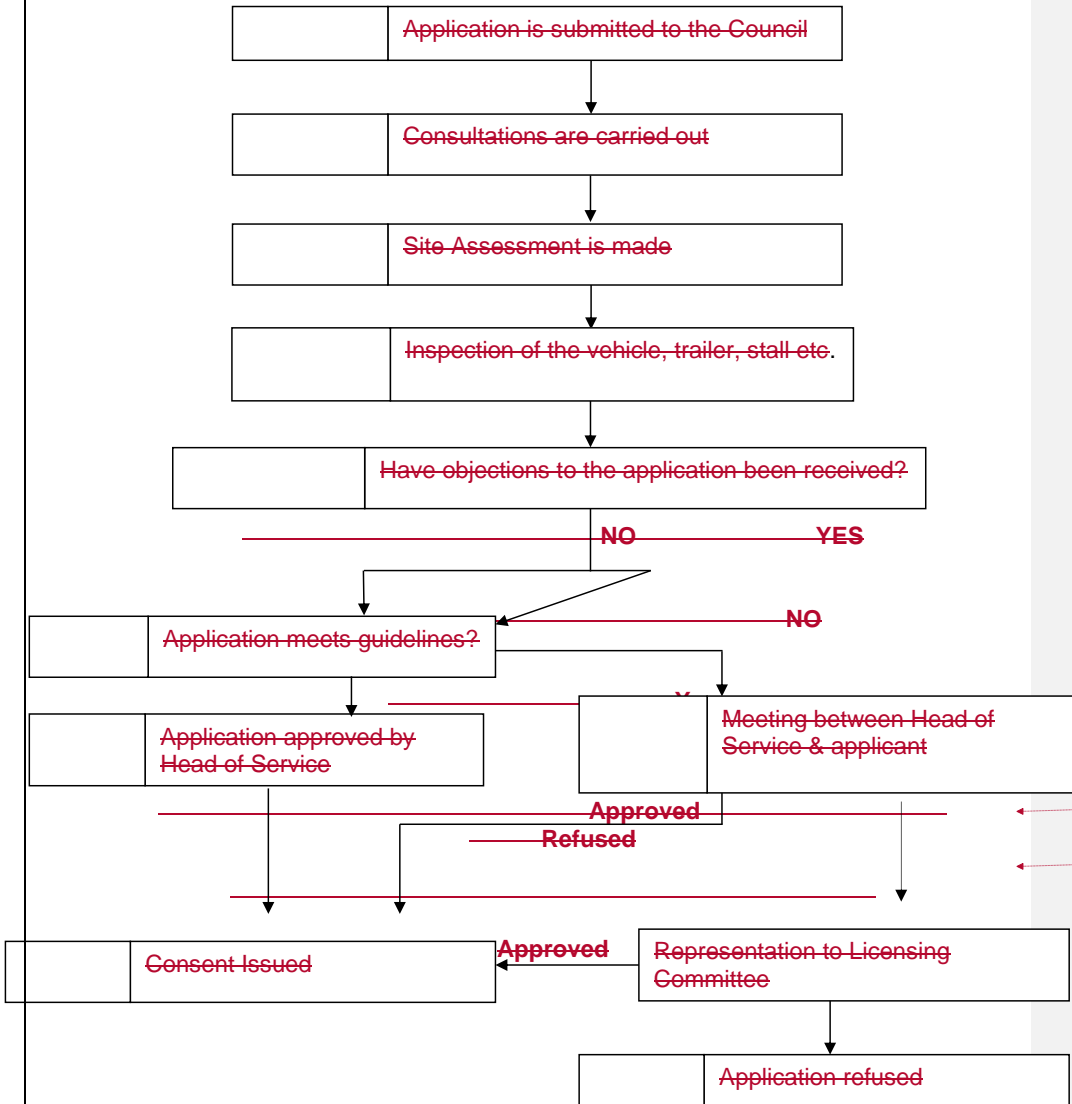 Application is submitted to the Council
Consultations are carried out
Site Assessment is made
Inspection of the vehicle, trailer, stall etc.
Have objections to the application been received?
NO YES
NO
Application meets guidelines?
Meeting between Head of
Service & applicant
Application approved by
Head of Service
Approved
Refused
Approved
Consent Issued
Representation to Licensing
Committee
Application refused